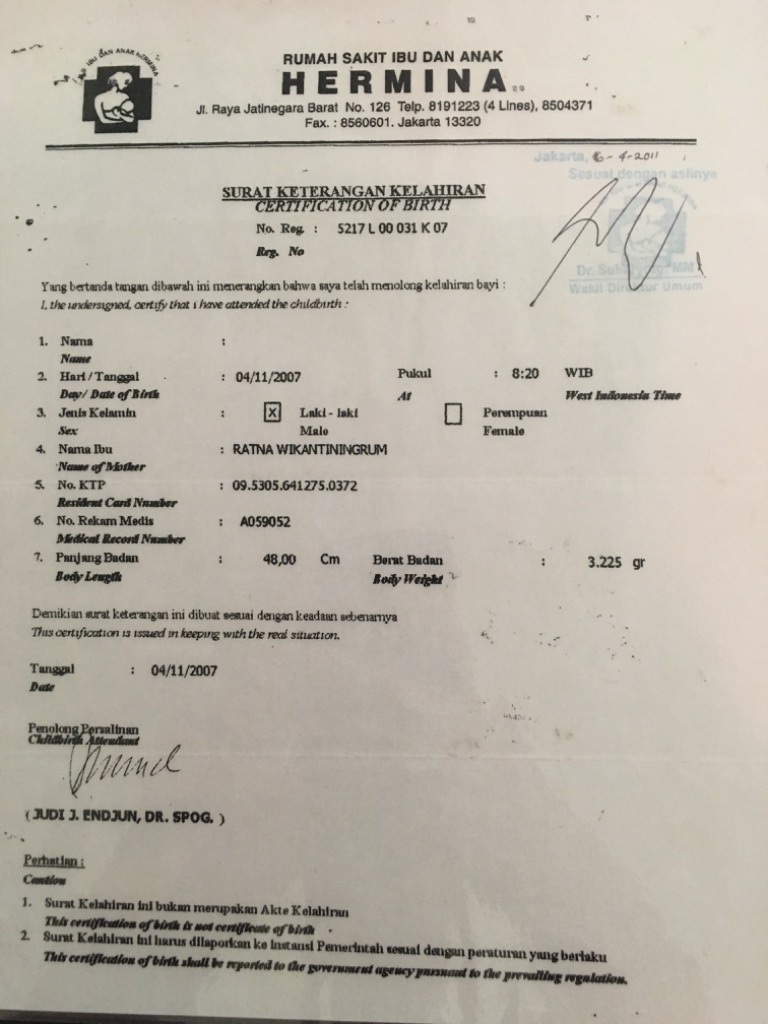 IBU DAN ANAK HERMINA
RUMAH SAKIT IBU DAN ANAK
HERMINA
Jl. Raya Jatinegara Barat No. 126 Telp. 8191223 (4 Lines), 8504371
Fax. : 8560601. Jakarta 13320
Jakarta, 6-4-2011
Sesuai dengan aslinya
SURAT KETERANGAN KELAHIRAN
CERTIFICATION OF BIRTH
No. Reg. : 5217 L 00 031 K 07
Reg. No
Wakil Direktur Umum
Yang bertanda tangan dibawah ini menerangkan bahwa saya telah menolong kelahiran bayi :
I, the undersigned, certify that i have attended the childbirth :
1. Nama :
Name
2. Hari / Tanggal : 04/11/2007 Pukul : 8:20 WIB
Day/ Date of Birth At West Indonesia Time
3. Jenis Kelamin : X Laki - laki Perempuan
Sex Male Female
4. Nama Ibu : RATNA WIKANTININGRUM
Name of Mother
5. No. KTP : 09.5305.641275.0372
Resident Card Number
6. No. Rekam Medis : A059052
Medical Record Number
7. Panjang Badan : 48,00 Cm Berat Badan : 3.225 gr
Body Length Body Weight
Demikian surat keterangan ini dibuat sesuai dengan keadaan sebenarnya
This certification is issued in keeping with the real situation.
Tanggal : 04/11/2007
Date
Penolong Persalinan
Childbirth Attendant
( JUDI J. ENDJUN, DR. SPOG. )
Perhatian :
Caution
1. Surat Kelahiran ini bukan merupakan Akte Kelahiran
This certification of birth is not certificate of birth
2. Surat Kelahiran ini harus dilaporkan ke instansi Pemerintah sesuai dengan peraturan yang berlaku
This certification of birth shall be reported to the government agency pursuant to the prevailing regulation.